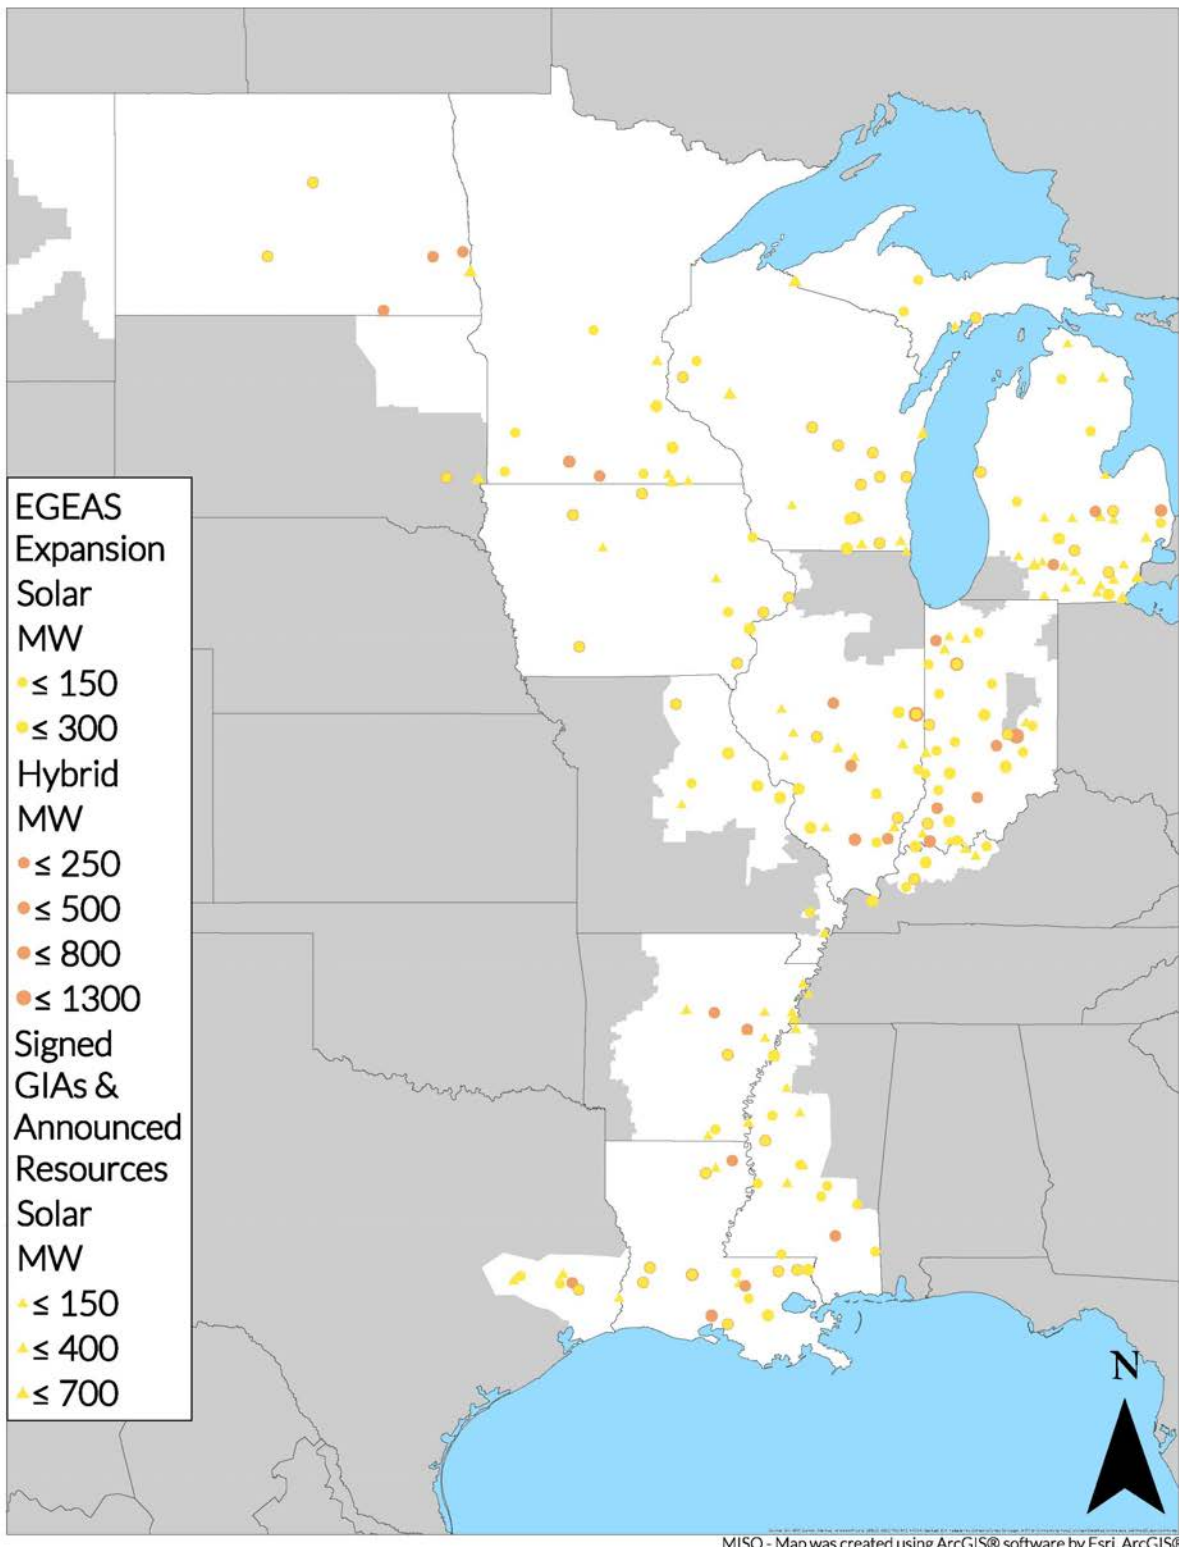 EGEAS
Expansion
Solar
MW
≤ 150
≤ 300
Hybrid
MW
≤ 250
≤ 500
≤ 800
≤ 1300
Signed
GIAs &
Announced
Resources
Solar
MW
≤ 150
≤ 400
≤ 700
N
MISO - Map was created using ArcGIS® software by Esri. ArcGIS®